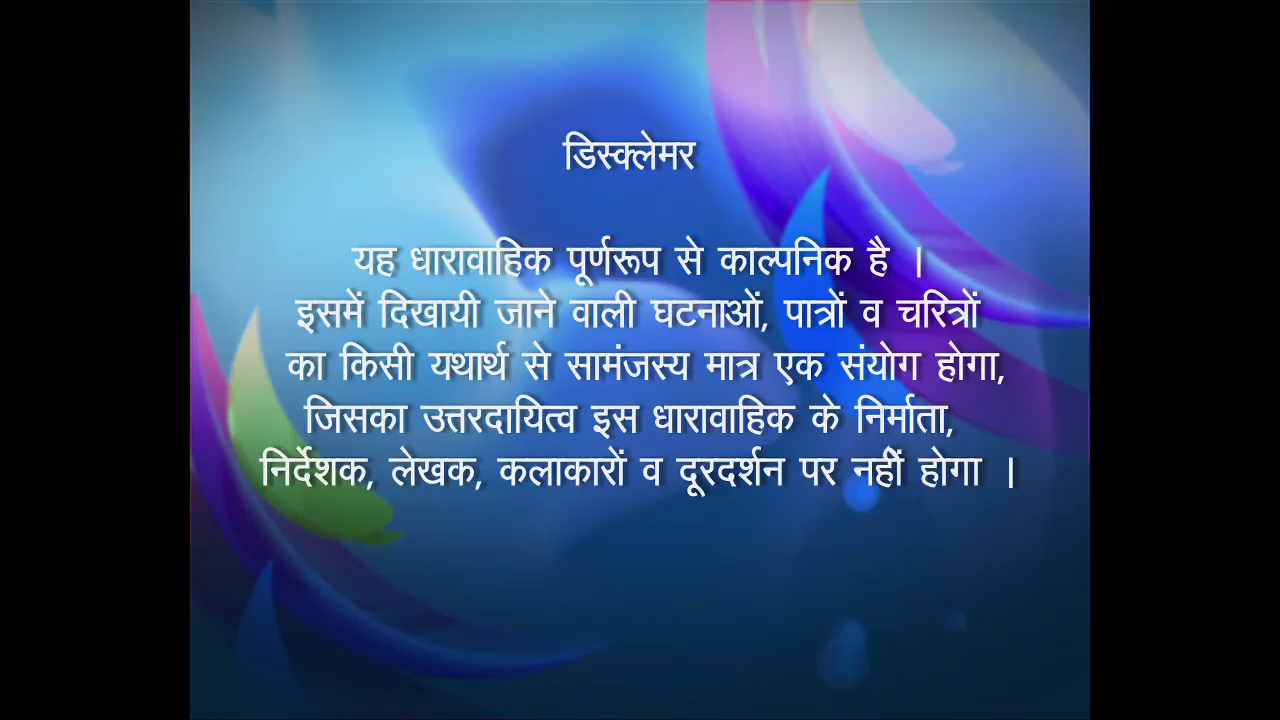 डिस्क्लेमर
यह धारावाहिक पूर्णरूप से काल्पनिक है ।
इसमें दिखायी जाने वाली घटनाओं, पात्रों व चरित्रों
का किसी यथार्थ से सामंजस्य मात्र एक संयोग होगा,
जिसका उत्तरदायित्व इस धारावाहिक के निर्माता,
निर्देशक, लेखक, कलाकारों व दूरदर्शन पर नहीं होगा ।